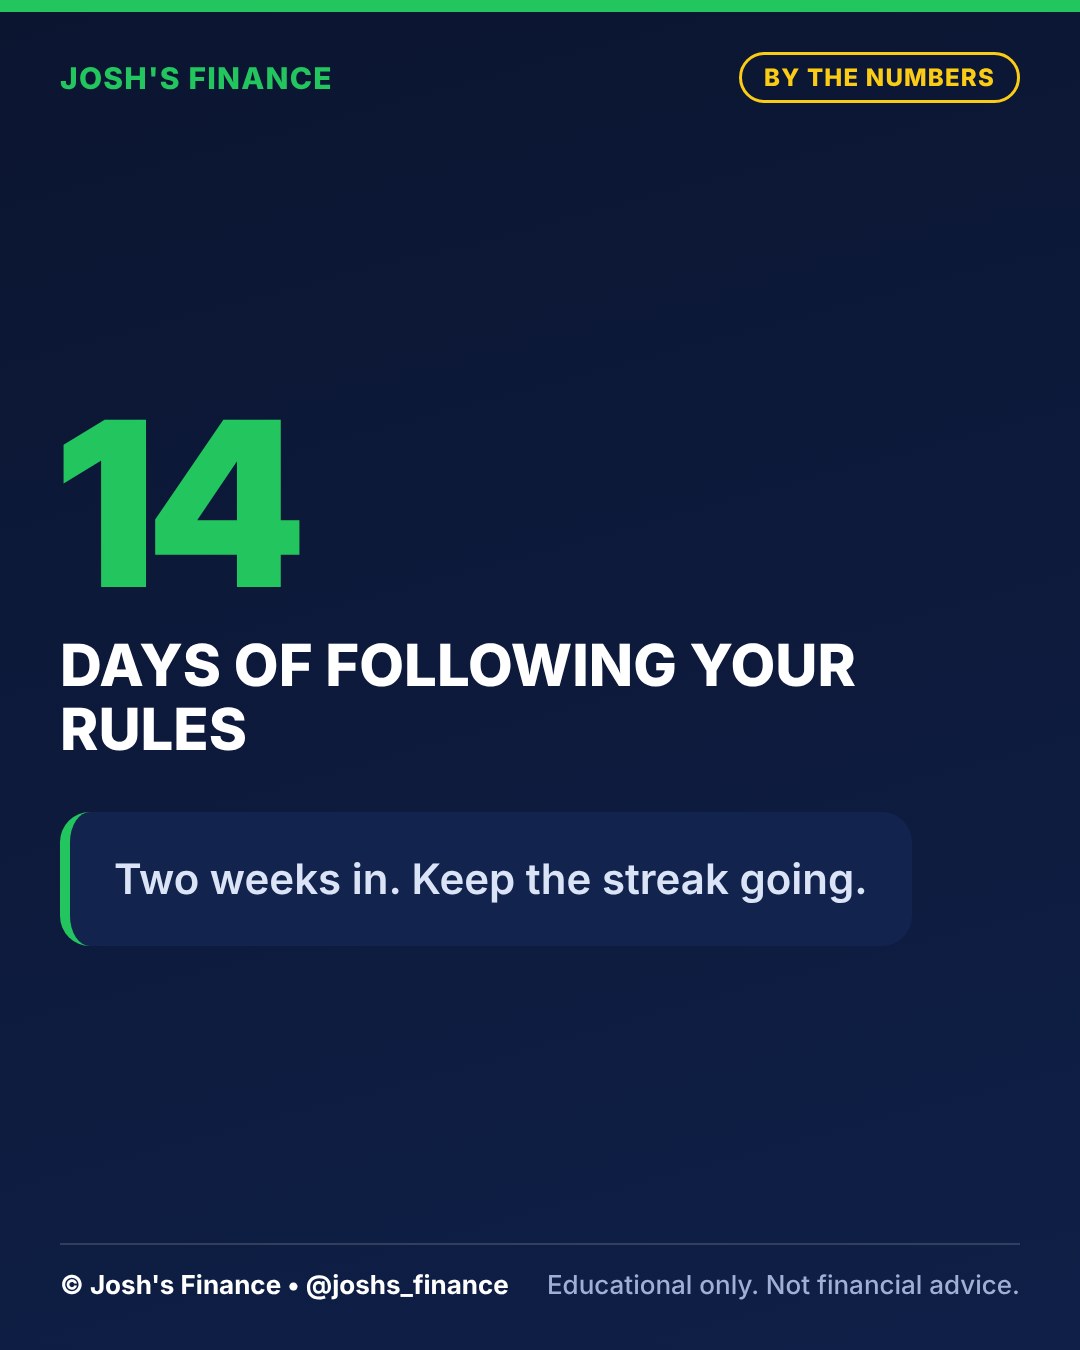 JOSH'S FINANCE
BY THE NUMBERS
14
DAYS OF FOLLOWING YOUR
RULES
Two weeks in. Keep the streak going.
© Josh's Finance • @joshs_finance
Educational only. Not financial advice.